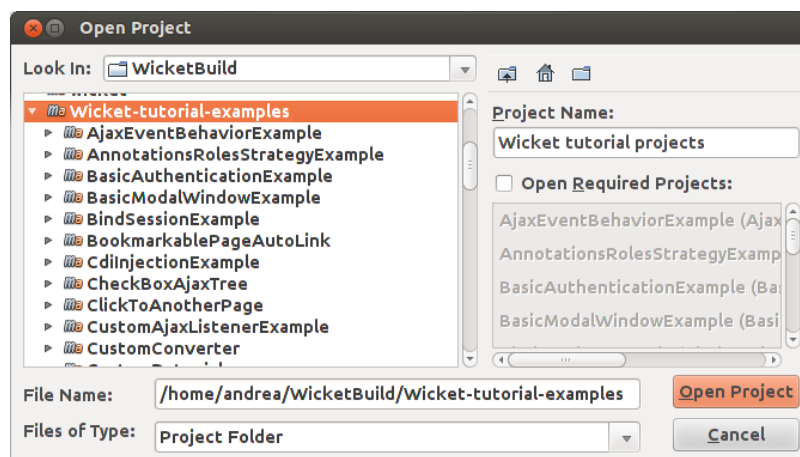 Open Project
Look In: WicketBuild
Wicket-tutorial-examples
AjaxEventBehaviorExample
AnnotationsRolesStrategyExample
BasicAuthenticationExample
BasicModalWindowExample
BindSessionExample
BookmarkablePageAutoLink
CdiInjectionExample
CheckBoxAjaxTree
ClickToAnotherPage
CustomAjaxListenerExample
CustomConverter
Project Name:
Wicket tutorial projects
Open Required Projects:
AjaxEventBehaviorExample (Ajax
AnnotationsRolesStrategyExamp
BasicAuthenticationExample (Ba
BasicModalWindowExample (Basi
File Name: /home/andrea/WicketBuild/Wicket-tutorial-examples
Open Project
Files of Type: Project Folder
Cancel